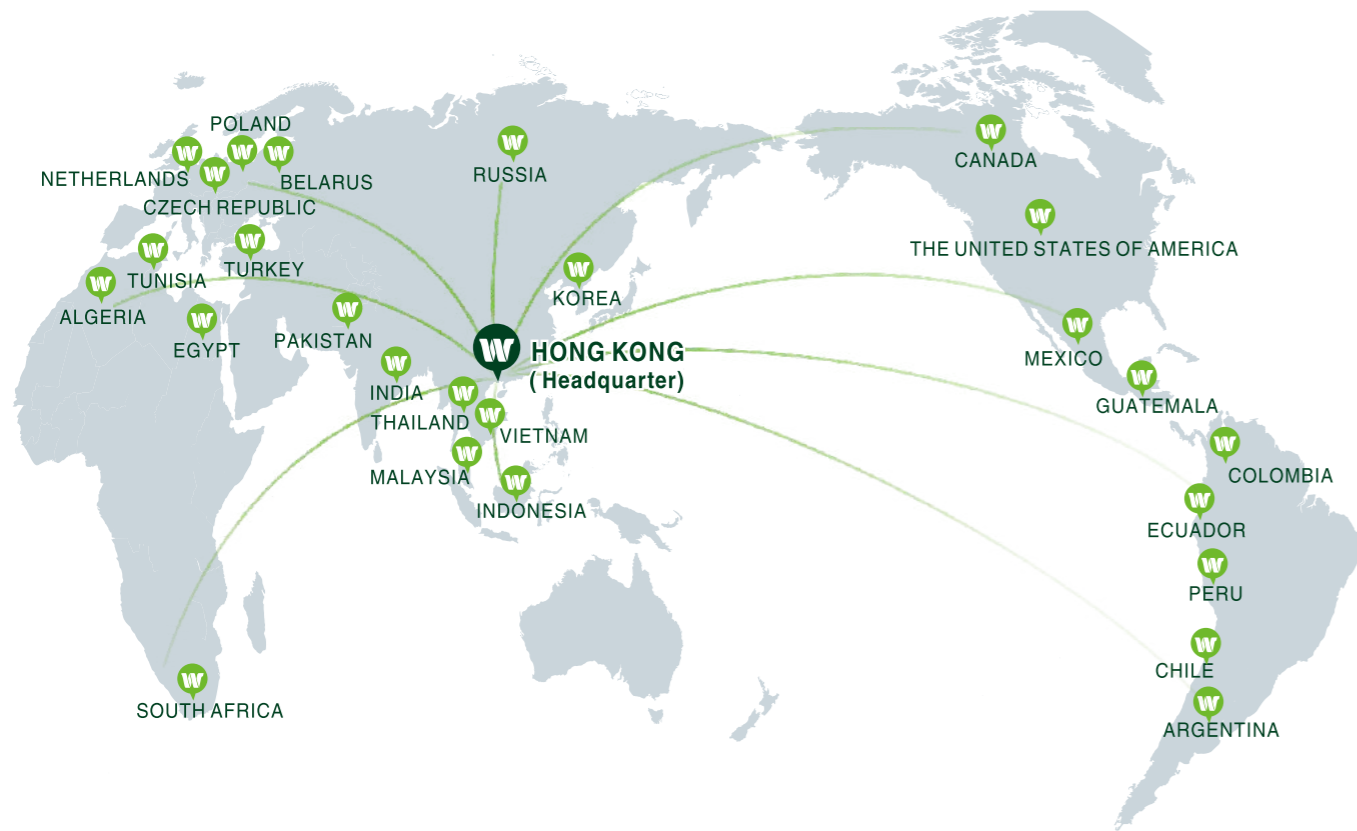 POLAND
NETHERLANDS
BELARUS
CZECH REPUBLIC
RUSSIA
CANADA
THE UNITED STATES OF AMERICA
TUNISIA
TURKEY
ALGERIA
EGYPT
PAKISTAN
KOREA
HONG KONG
( Headquarter)
MEXICO
INDIA
THAILAND
VIETNAM
GUATEMALA
MALAYSIA
INDONESIA
COLOMBIA
ECUADOR
PERU
CHILE
SOUTH AFRICA
ARGENTINA